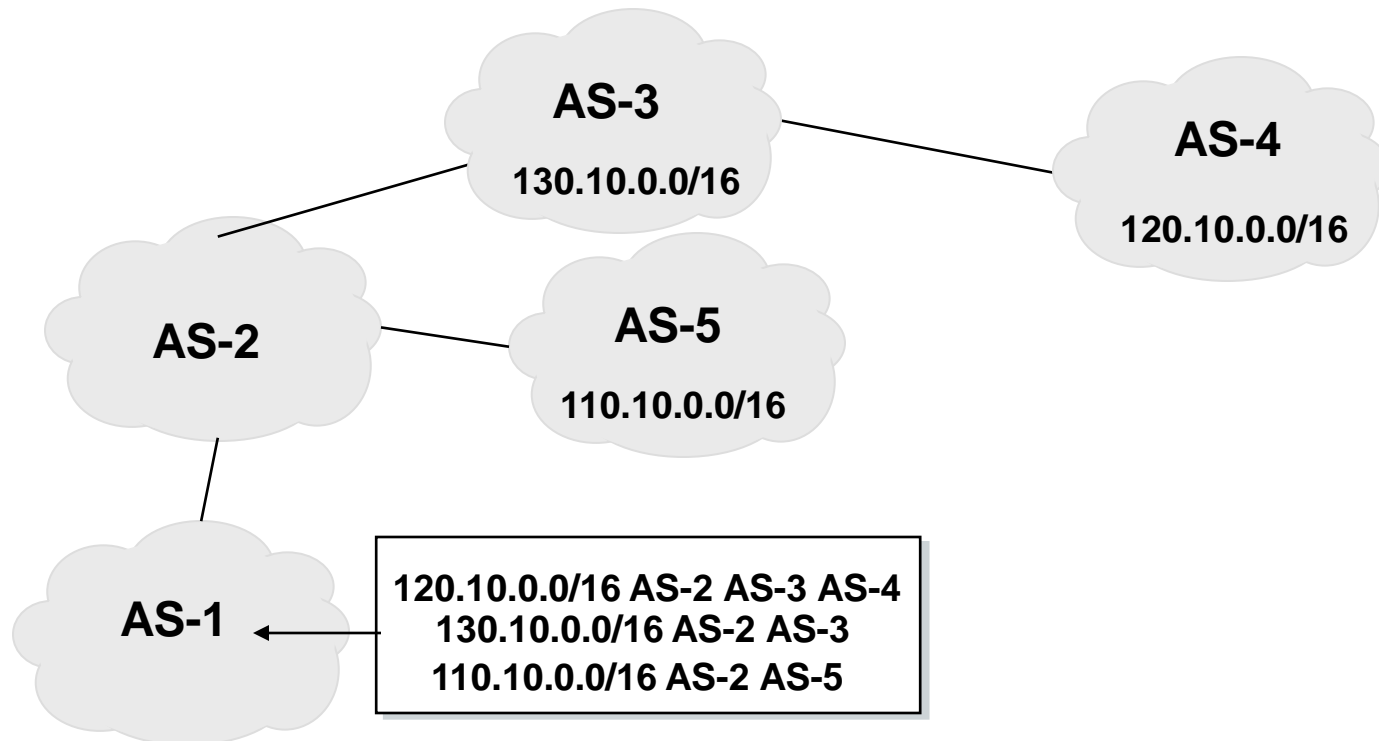 AS-3
130.10.0.0/16
AS-4
120.10.0.0/16
AS-2
AS-5
110.10.0.0/16
AS-1
120.10.0.0/16 AS-2 AS-3 AS-4
130.10.0.0/16 AS-2 AS-3
110.10.0.0/16 AS-2 AS-5